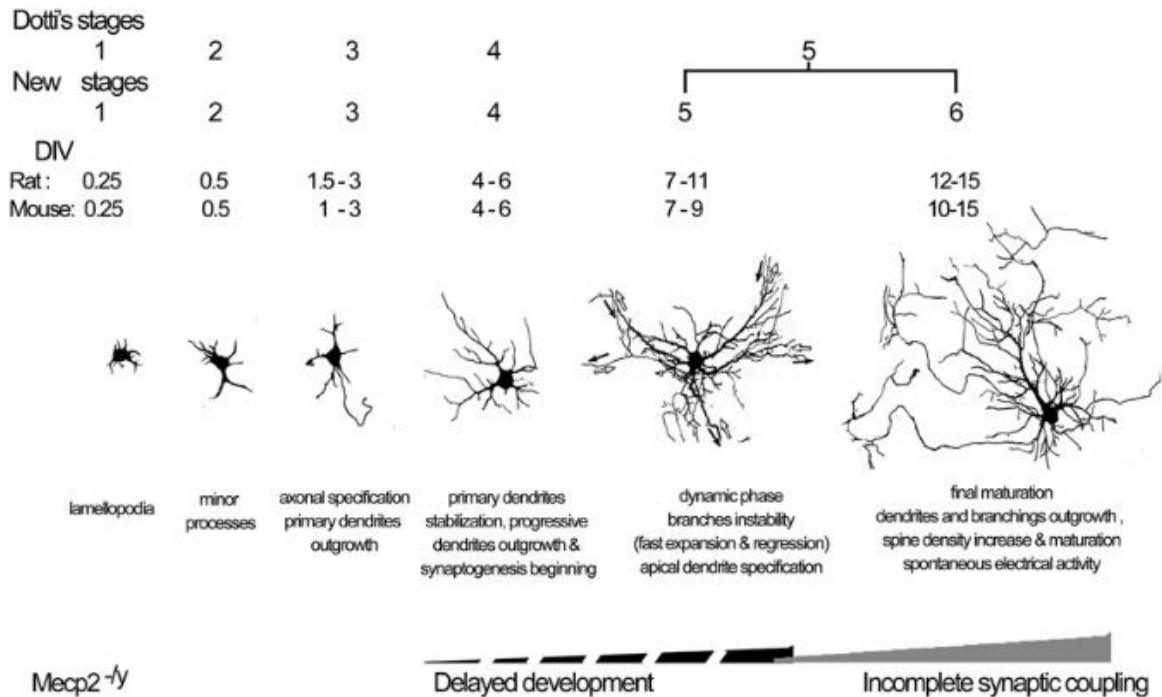 Dotti's stages
1 2 3 4 5
New stages
1 2 3 4 5 6
DIV
Rat : 0.25 0.5 1.5 - 3 4 - 6 7 - 11 12-15
Mouse: 0.25 0.5 1 - 3 4 - 6 7 - 9 10-15
lamellopodia
minor
processes
axonal specification
primary dendrites
outgrowth
primary dendrites
stabilization, progressive
dendrites outgrowth &
synaptogenesis beginning
dynamic phase
branches instability
(fast expansion & regression)
apical dendrite specification
final maturation
dendrites and branchings outgrowth ,
spine density increase & maturation
spontaneous electrical activity
Mecp2 -/y Delayed development Incomplete synaptic coupling